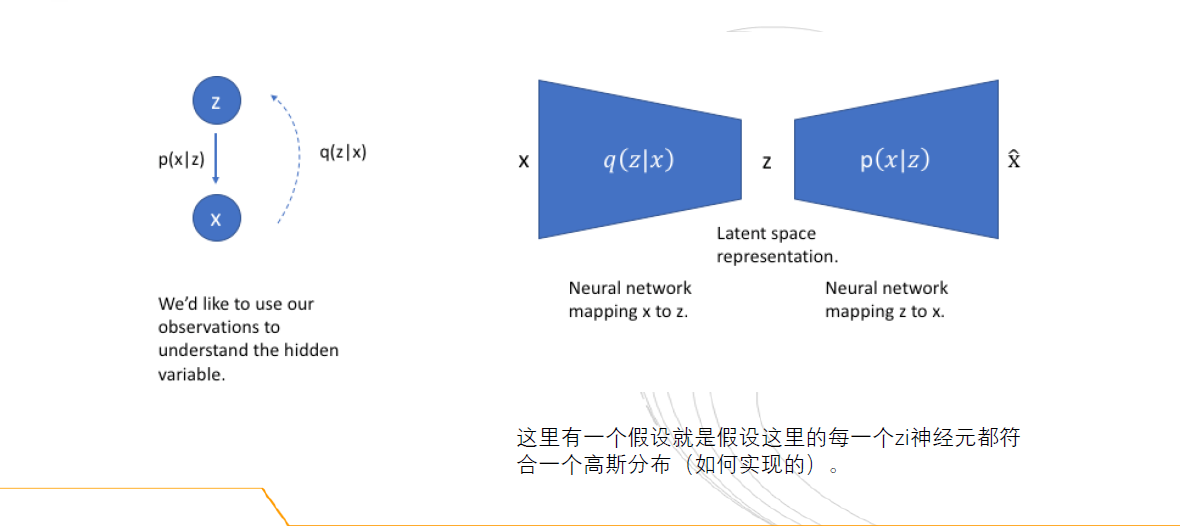 z
p(x|z)
q(z|x)
x
We’d like to use our
observations to
understand the hidden
variable.
x
q(z|x)
z
p(x|z)
x̂
Latent space
representation.
Neural network
mapping x to z.
Neural network
mapping z to x.
这里有一个假设就是假设这里的每一个zi神经元都符
合一个高斯分布（如何实现的）。